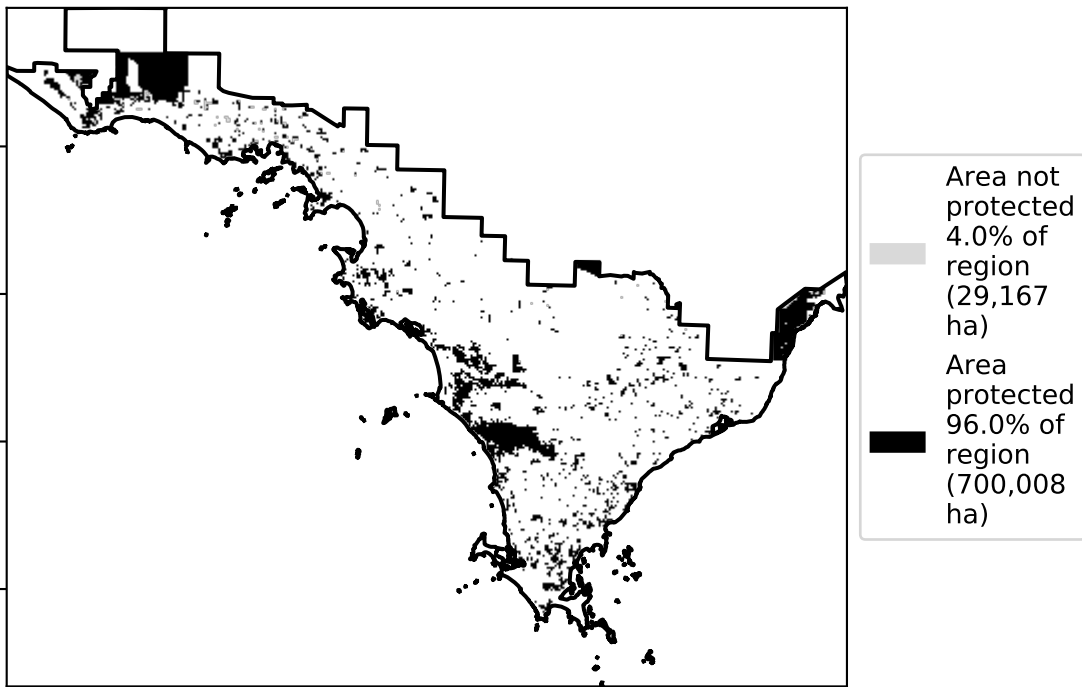 Area not
protected
4.0% of
region
(29,167
ha)
Area
protected
96.0% of
region
(700,008
ha)